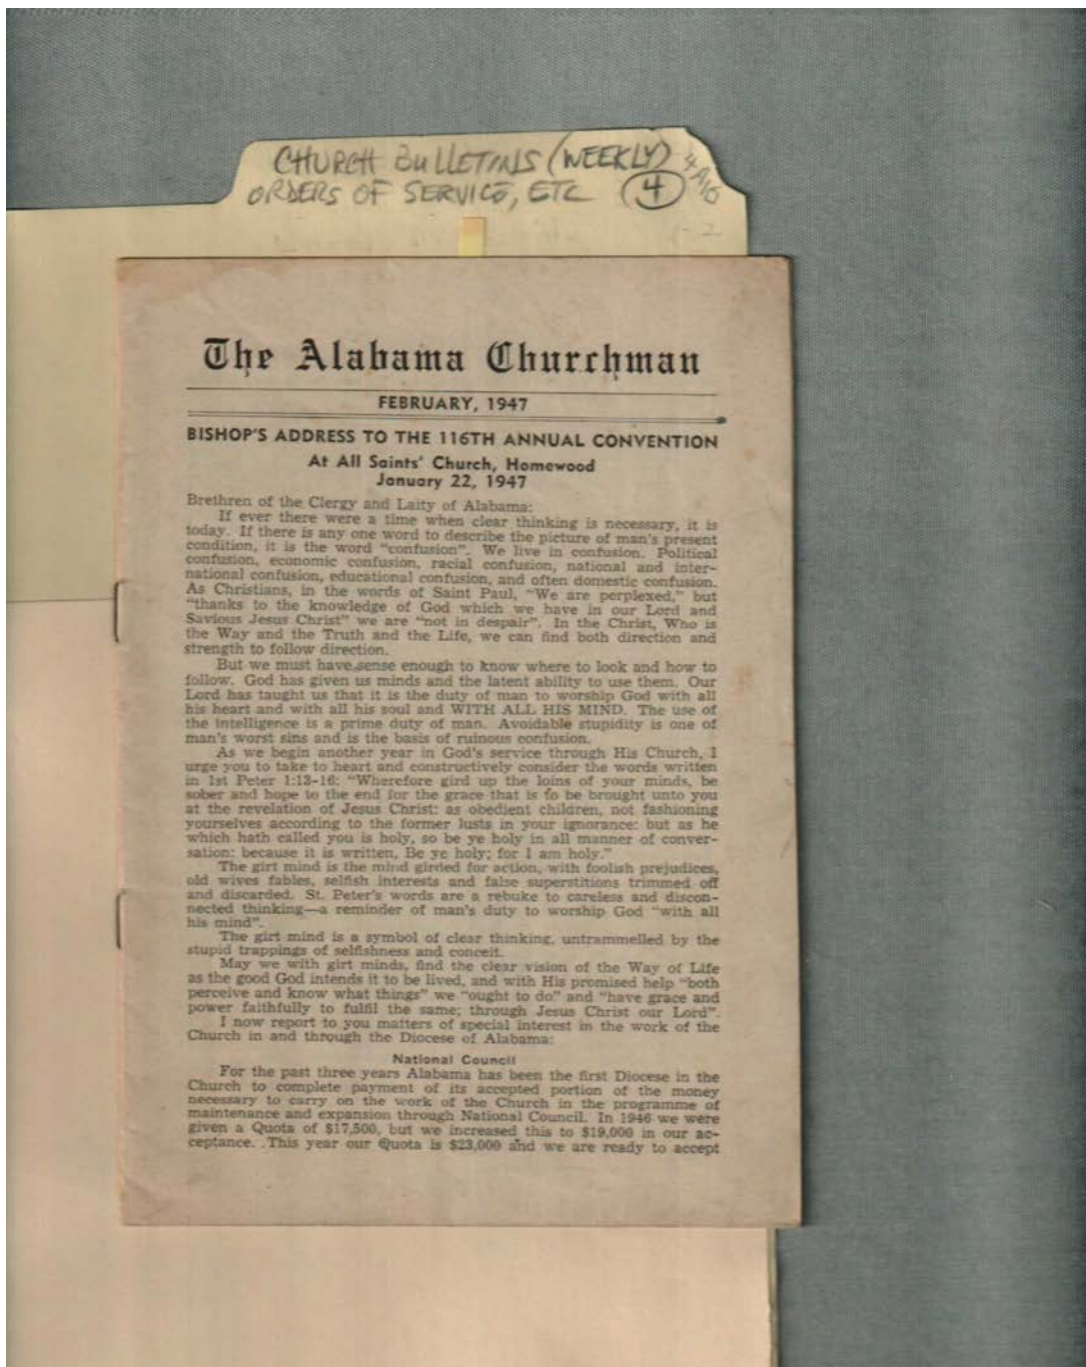 CHURCH BULLETINS (WEEKLY)
ORDERS OF SERVICE, ETC 4
- 2
The Alabama Churchman
FEBRUARY, 1947
BISHOP'S ADDRESS TO THE 116TH ANNUAL CONVENTION
At All Saints' Church, Homewood
January 22, 1947
Brethren of the Clergy and Laity of Alabama:
If ever there were a time when clear thinking is necessary, it is
today. If there is any one word to describe the picture of man's present
condition, it is the word "confusion". We live in confusion. Political
confusion, economic confusion, racial confusion, national and inter-
national confusion, educational confusion, and often domestic confusion.
As Christians, in the words of Saint Paul, "We are perplexed," but
"thanks to the knowledge of God which we have in our Lord and
Savious Jesus Christ" we are "not in despair". In the Christ, Who is
the Way and the Truth and the Life, we can find both direction and
strength to follow direction.
But we must have sense enough to know where to look and how to
follow. God has given us minds and the latent ability to use them. Our
Lord has taught us that it is the duty of man to worship God with all
his heart and with all his soul and WITH ALL HIS MIND. The use of
the intelligence is a prime duty of man. Avoidable stupidity is one of
man's worst sins and is the basis of ruinous confusion.
As we begin another year in God's service through His Church, I
urge you to take to heart and constructively consider the words written
in 1st Peter 1:13-16: "Wherefore gird up the loins of your minds, be
sober and hope to the end for the grace that is to be brought unto you
at the revelation of Jesus Christ: as obedient children, not fashioning
yourselves according to the former lusts in your ignorance: but as he
which hath called you is holy, so be ye holy in all manner of conver-
sation: because it is written, Be ye holy; for I am holy."
The girt mind is the mind girded for action, with foolish prejudices,
old wives fables, selfish interests and false superstitions trimmed off
and discarded. St. Peter's words are a rebuke to careless and discon-
nected thinking—a reminder of man's duty to worship God "with all
his mind".
The girt mind is a symbol of clear thinking, untrammelled by the
stupid trappings of selfishness and conceit.
May we with girt minds, find the clear vision of the Way of Life
as the good God intends it to be lived, and with His promised help "both
perceive and know what things" we "ought to do" and "have grace and
power faithfully to fulfil the same; through Jesus Christ our Lord".
I now report to you matters of special interest in the work of the
Church in and through the Diocese of Alabama:
National Council
For the past three years Alabama has been the first Diocese in the
Church to complete payment of its accepted portion of the money
necessary to carry on the work of the Church in the programme of
maintenance and expansion through National Council. In 1946 we were
given a Quota of $17,500, but we increased this to $19,000 in our ac-
ceptance. This year our Quota is $23,000 and we are ready to accept